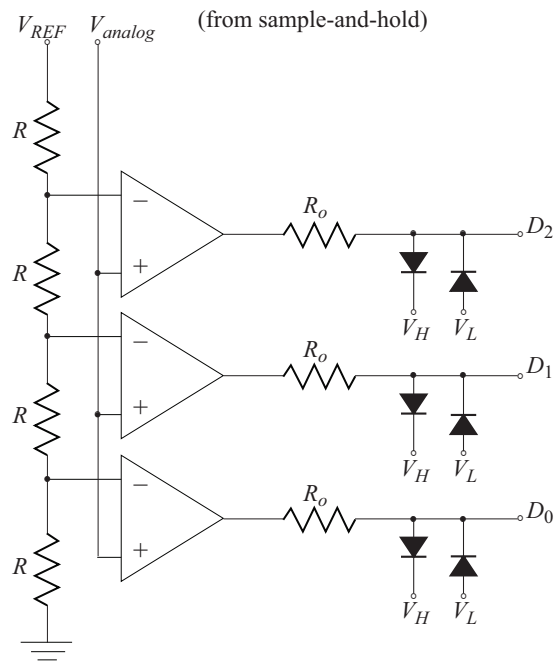 (from sample-and-hold)
V_REF V_analog
R
− 
R_o D_2
+
V_H V_L
R
−
R_o D_1
+
V_H V_L
R
−
R_o D_0
+
V_H V_L
R